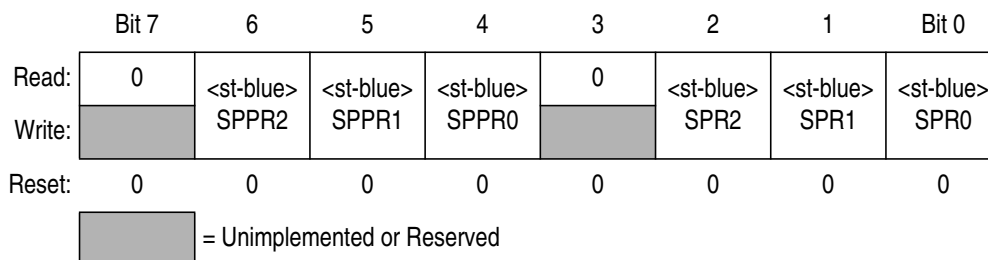 Bit 7 6 5 4 3 2 1 Bit 0
Read: 0 <st-blue> <st-blue> <st-blue> 0 <st-blue> <st-blue> <st-blue>
Write: SPPR2 SPPR1 SPPR0 SPR2 SPR1 SPR0
Reset: 0 0 0 0 0 0 0 0
= Unimplemented or Reserved